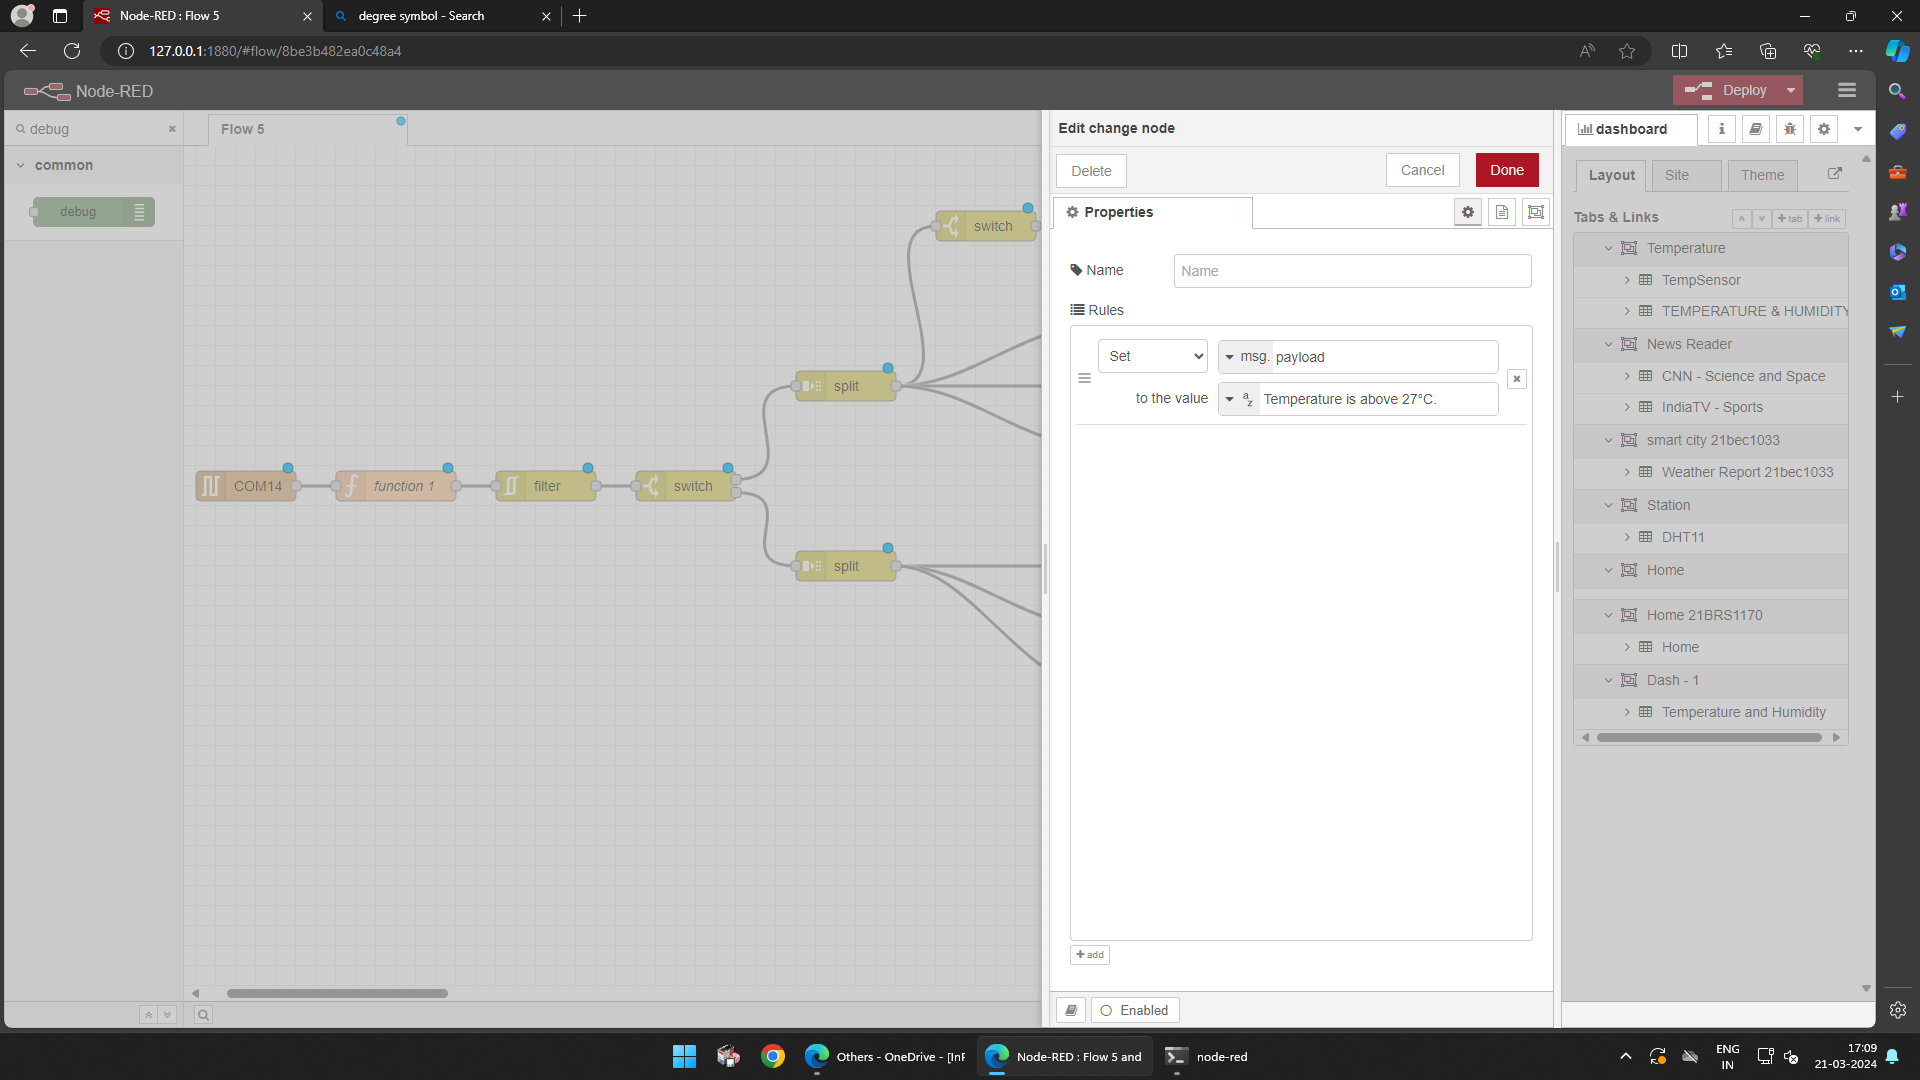 Node-RED : Flow 5
degree symbol - Search
127.0.0.1:1880/#flow/8be3b482ea0c48a4
Node-RED
Deploy
debug
common
debug
Flow 5
COM14
function 1
filter
switch
split
split
switch
Edit change node
Delete
Cancel
Done
Properties
Name
Name
Rules
Set
msg. payload
to the value
Temperature is above 27°C.
add
Enabled
dashboard
Layout
Site
Theme
Tabs & Links
tab
link
Temperature
TempSensor
TEMPERATURE & HUMIDITY
News Reader
CNN - Science and Space
IndiaTV - Sports
smart city 21bec1033
Weather Report 21bec1033
Station
DHT11
Home
Home 21BRS1170
Home
Dash - 1
Temperature and Humidity
Others - OneDrive - [InF
Node-RED : Flow 5 and
node-red
ENG
IN
17:09
21-03-2024